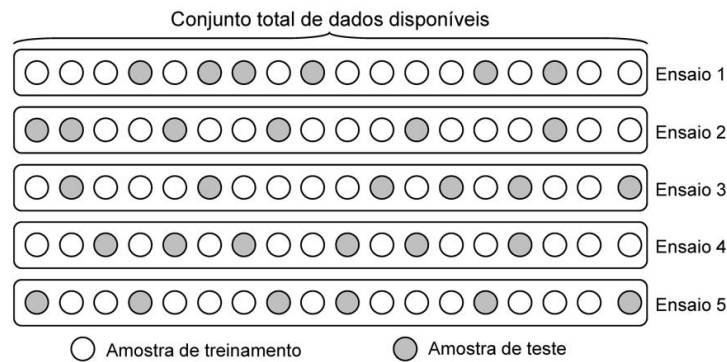 Conjunto total de dados disponíveis
Ensaio 1
Ensaio 2
Ensaio 3
Ensaio 4
Ensaio 5
Amostra de treinamento
Amostra de teste